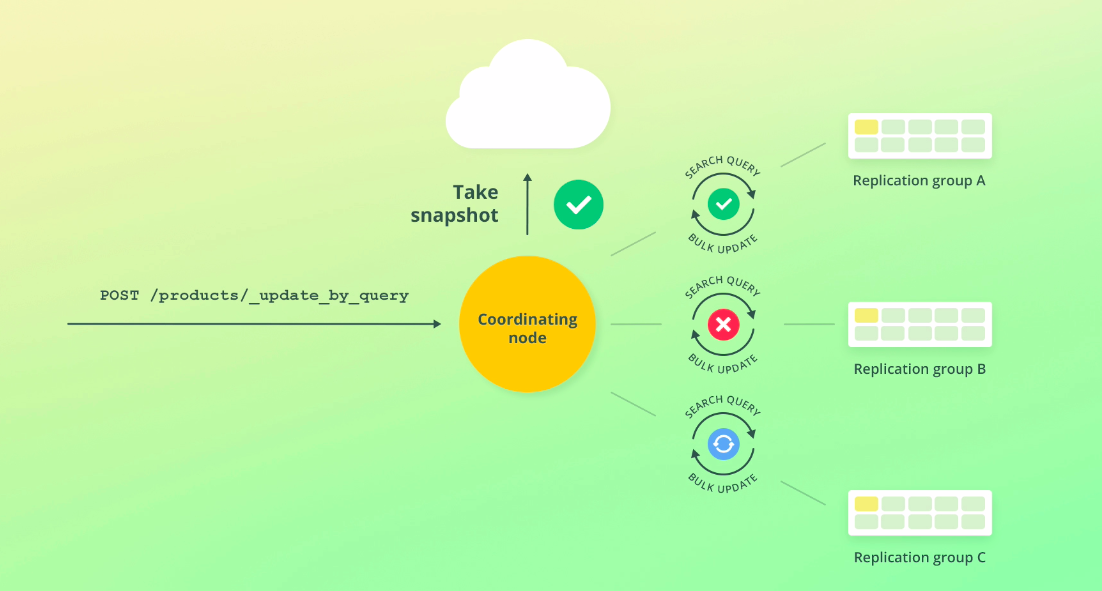 Take
snapshot
POST /products/_update_by_query
Coordinating
node
SEARCH QUERY
BULK UPDATE
SEARCH QUERY
BULK UPDATE
SEARCH QUERY
BULK UPDATE
Replication group A
Replication group B
Replication group C